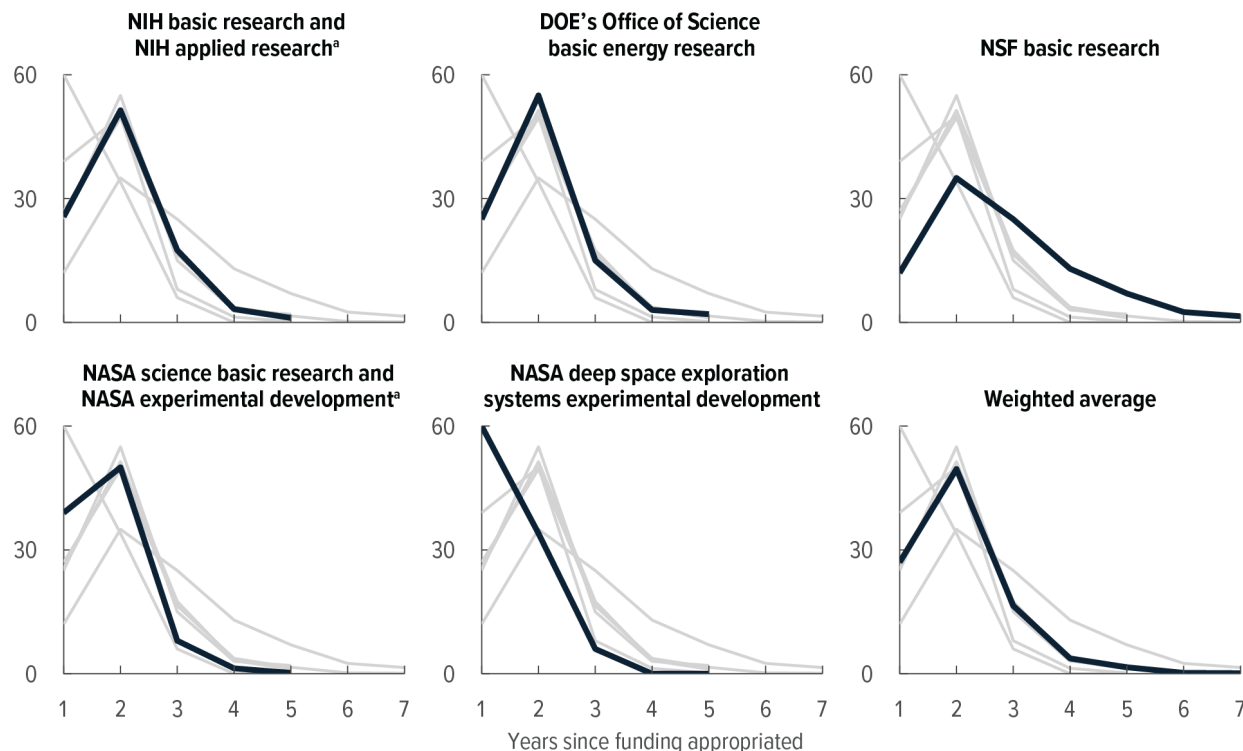 NIH basic research and
NIH applied researchᵃ
DOE’s Office of Science
basic energy research
NSF basic research
60
30
0
60
30
0
60
30
0
NASA science basic research and
NASA experimental developmentᵃ
NASA deep space exploration
systems experimental development
Weighted average
60
30
0
60
30
0
60
30
0
1 2 3 4 5 6 7
1 2 3 4 5 6 7
1 2 3 4 5 6 7
Years since funding appropriated